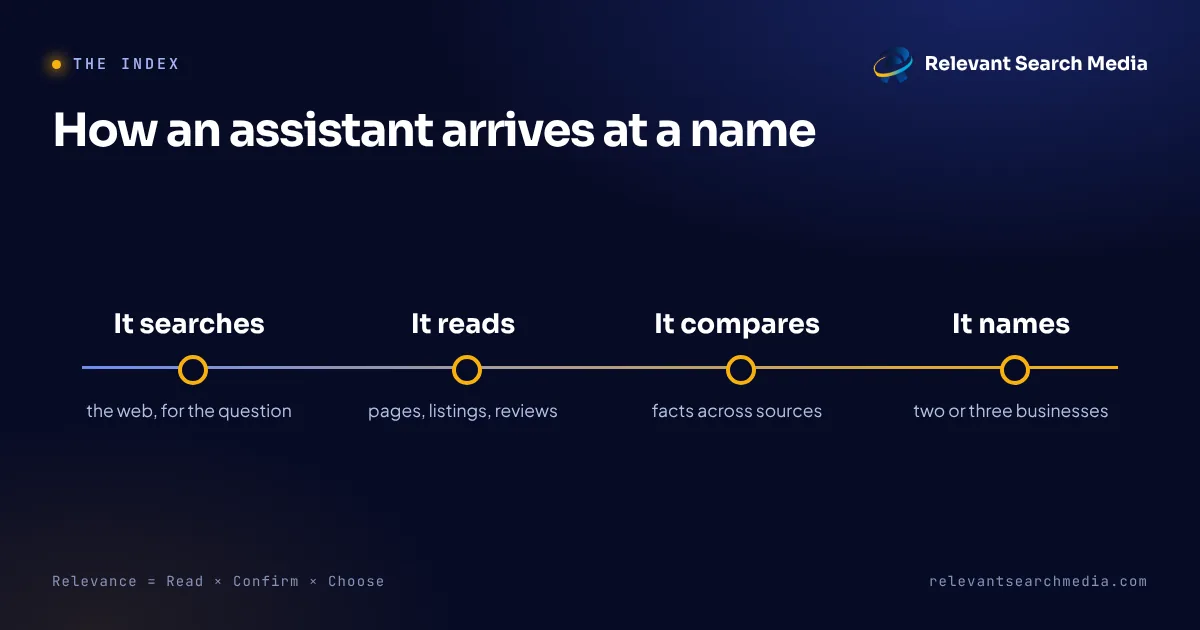 THE INDEX
Relevant Search Media
How an assistant arrives at a name
It searches
It reads
It compares
It names
the web, for the question
pages, listings, reviews
facts across sources
two or three businesses
Relevance = Read × Confirm × Choose
relevantsearchmedia.com